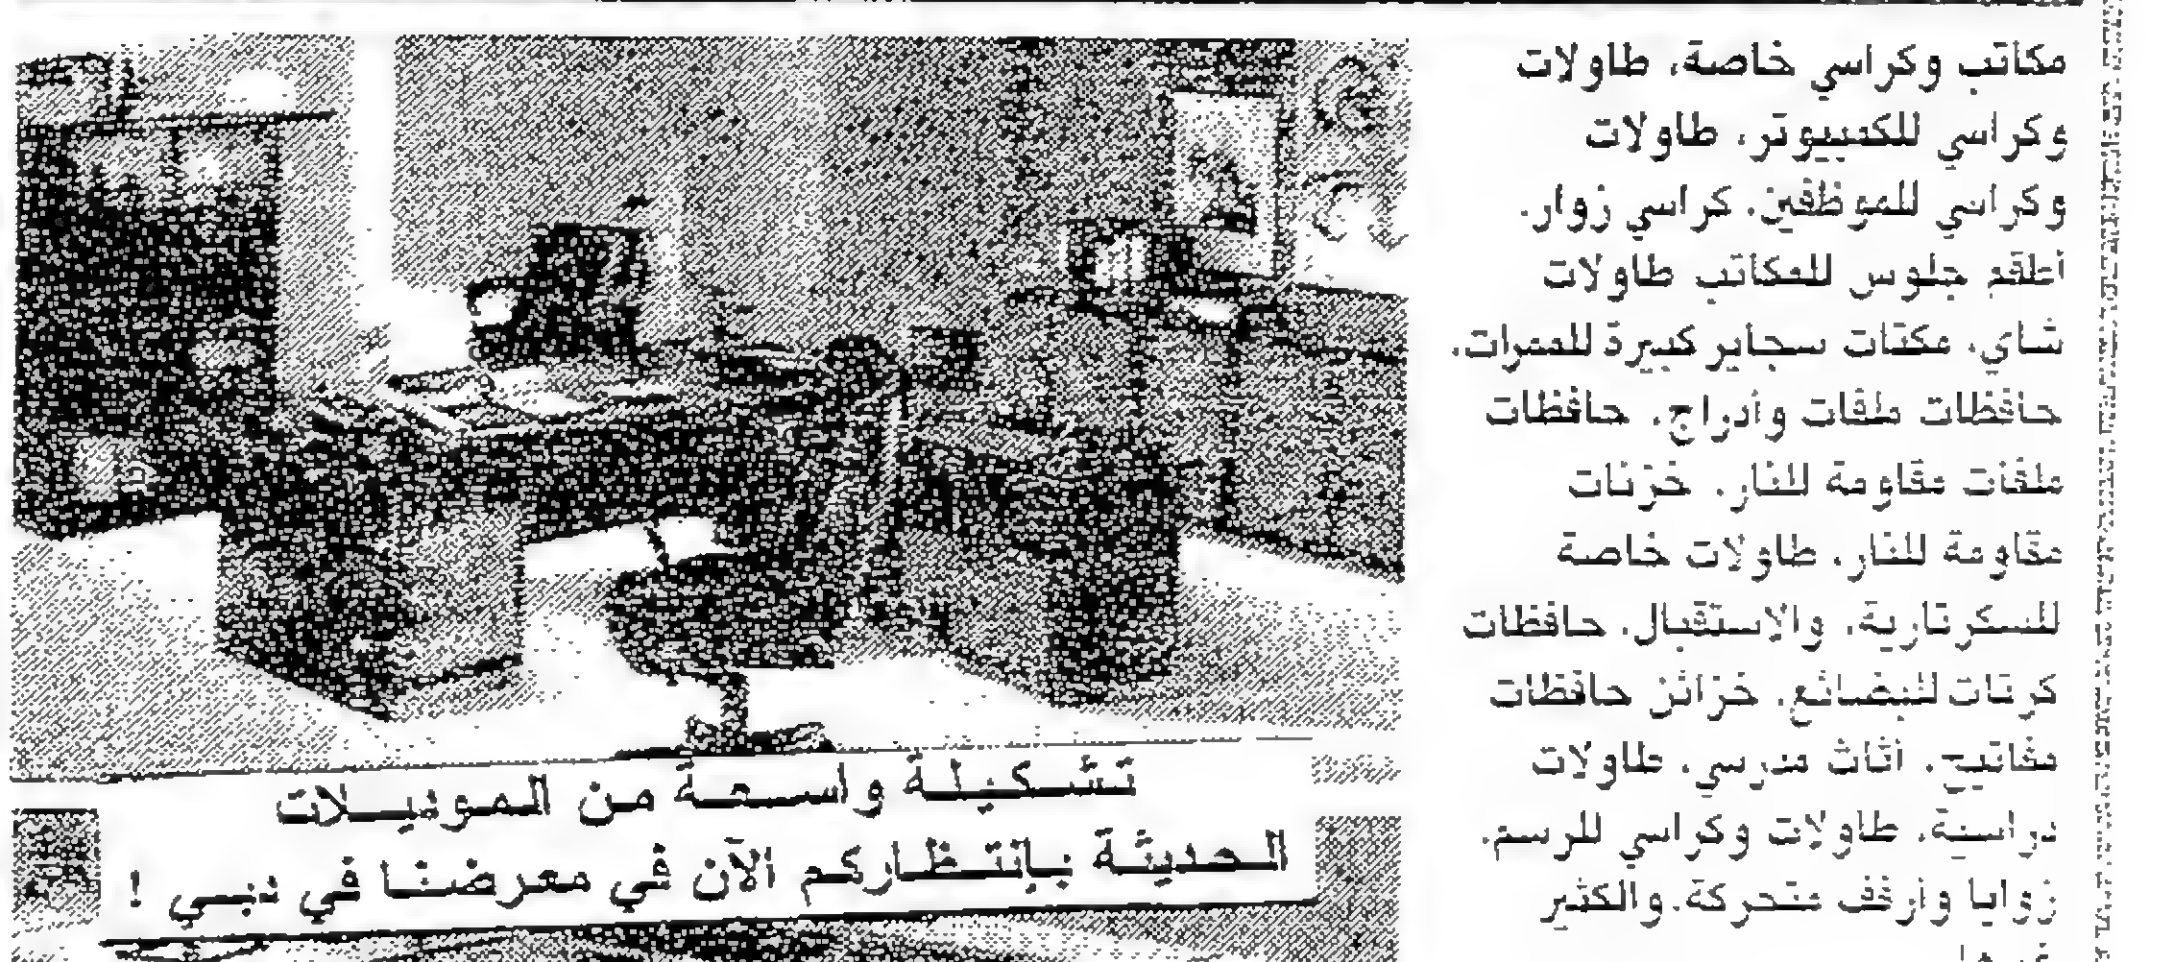 مكاتب وكراسي خاصة، طاولات
وكراسي للكمبيوتر، طاولات
وكراسي للموظفين، كراسي زوار،
أطقم جلوس للمكاتب طاولات
شاي، مكتات سجاير كبيرة للممرات،
حافظات ملفات وأدراج، حافظات
ملفات مقاومة للنار، خزنات
مقاومة للنار، طاولات خاصة
للسكرتارية، والاستقبال، حافظات
كرتات للبضائع، خزائن حافظات
مفاتيح، أثاث مدرسي، طاولات
دراسية، طاولات وكراسي للرسم،
زوايا وأرفف متحركة، والكثير
تشكيلة واسعة من الموديلات
الحديثة بإنتظاركم الآن في معرضنا في دبي !